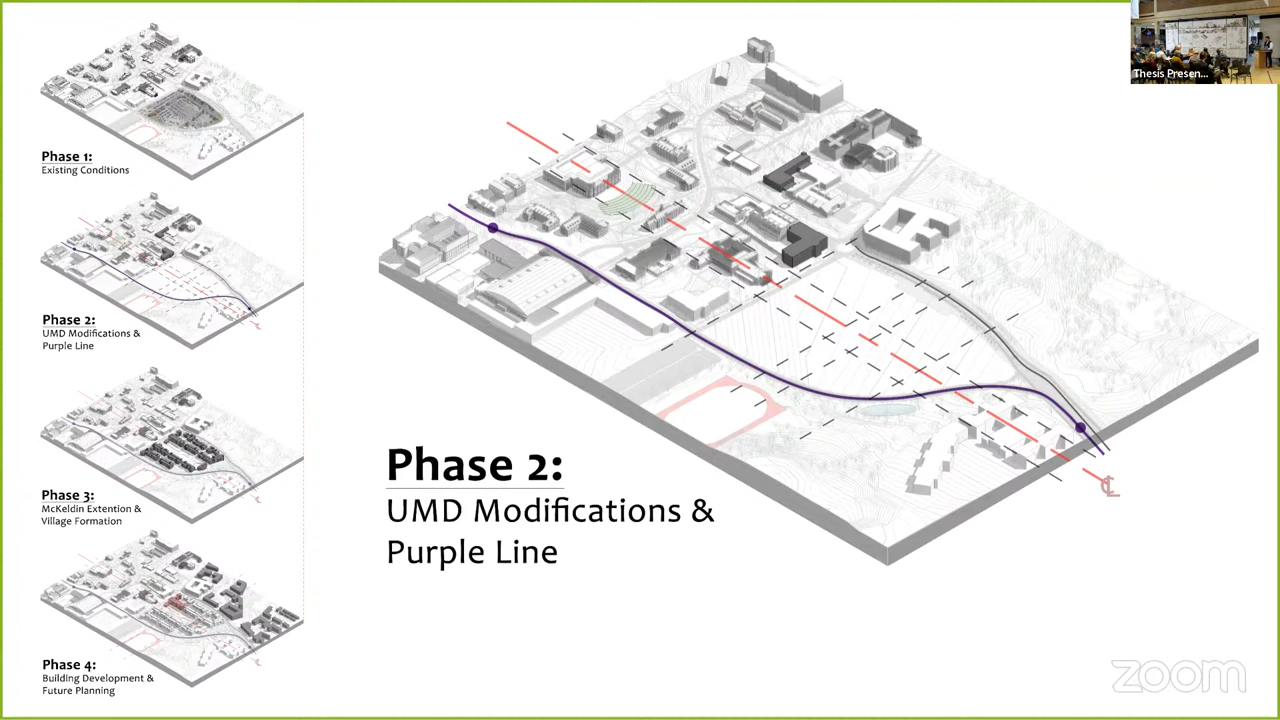 Thesis Presen...
Phase 1:
Existing Conditions
Phase 2:
UMD Modifications &
Purple Line
Phase 3:
McKeldin Extention &
Village Formation
Phase 4:
Building Development &
Future Planning
Phase 2:
UMD Modifications &
Purple Line
CL
zoom